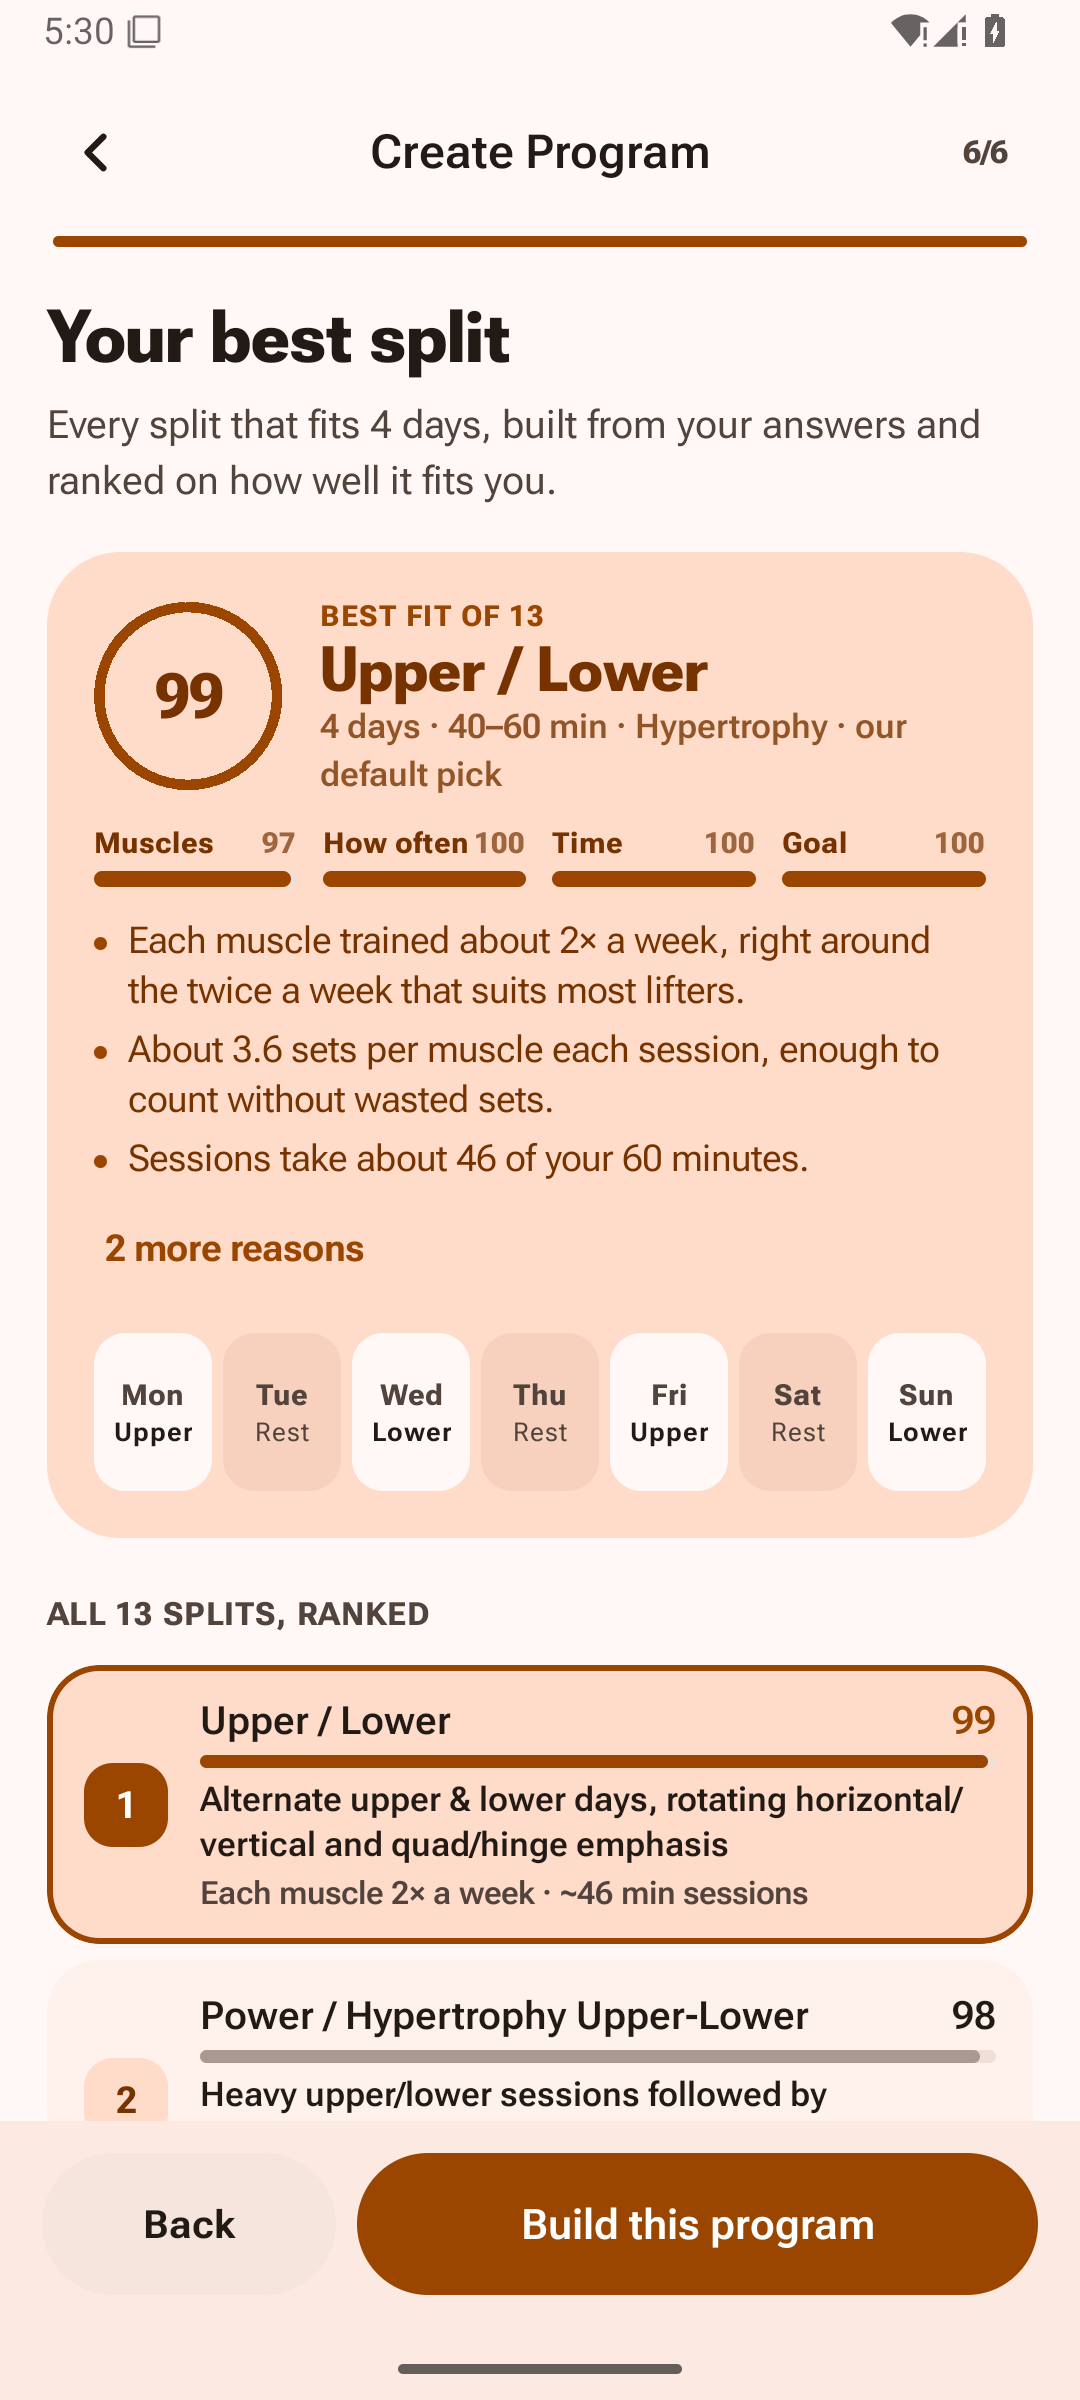 5:30
Create Program
6/6
Your best split
Every split that fits 4 days, built from your answers and
ranked on how well it fits you.
99
BEST FIT OF 13
Upper / Lower
4 days · 40–60 min · Hypertrophy · our
default pick
Muscles 97 How often 100 Time 100 Goal 100
• Each muscle trained about 2× a week, right around
the twice a week that suits most lifters.
• About 3.6 sets per muscle each session, enough to
count without wasted sets.
• Sessions take about 46 of your 60 minutes.
2 more reasons
Mon Tue Wed Thu Fri Sat Sun
Upper Rest Lower Rest Upper Rest Lower
ALL 13 SPLITS, RANKED
Upper / Lower 99
1
Alternate upper & lower days, rotating horizontal/
vertical and quad/hinge emphasis
Each muscle 2× a week · ~46 min sessions
Power / Hypertrophy Upper-Lower 98
2
Heavy upper/lower sessions followed by
Back
Build this program